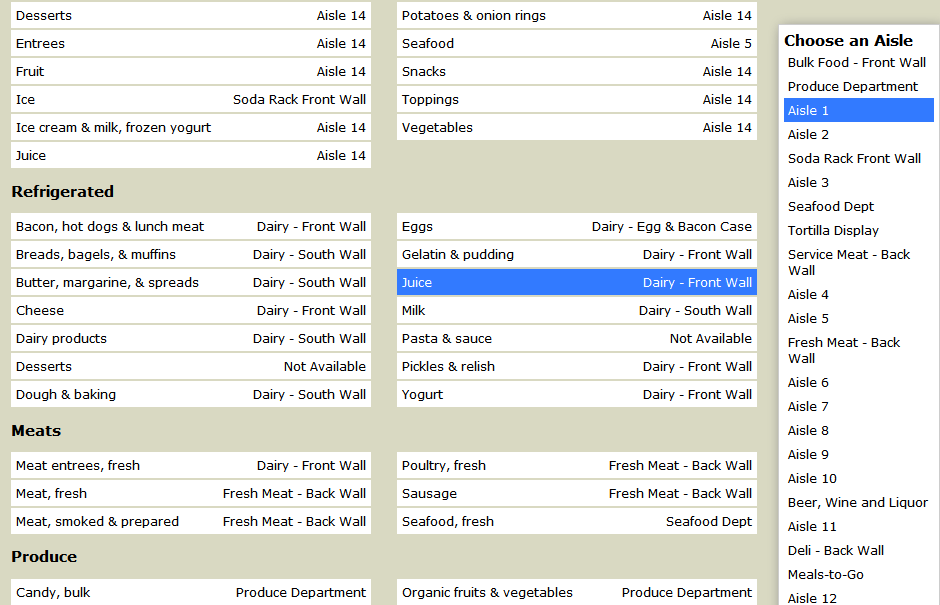 Desserts Aisle 14
Potatoes & onion rings Aisle 14
Entrees Aisle 14
Seafood Aisle 5
Fruit Aisle 14
Snacks Aisle 14
Ice Soda Rack Front Wall
Toppings Aisle 14
Ice cream & milk, frozen yogurt Aisle 14
Vegetables Aisle 14
Juice Aisle 14
Refrigerated
Bacon, hot dogs & lunch meat Dairy - Front Wall
Eggs Dairy - Egg & Bacon Case
Breads, bagels, & muffins Dairy - South Wall
Gelatin & pudding Dairy - Front Wall
Butter, margarine, & spreads Dairy - South Wall
Juice Dairy - Front Wall
Cheese Dairy - Front Wall
Milk Dairy - South Wall
Dairy products Dairy - South Wall
Pasta & sauce Not Available
Desserts Not Available
Pickles & relish Dairy - Front Wall
Dough & baking Dairy - South Wall
Yogurt Dairy - Front Wall
Meats
Meat entrees, fresh Dairy - Front Wall
Poultry, fresh Fresh Meat - Back Wall
Meat, fresh Fresh Meat - Back Wall
Sausage Fresh Meat - Back Wall
Meat, smoked & prepared Fresh Meat - Back Wall
Seafood, fresh Seafood Dept
Produce
Candy, bulk Produce Department
Organic fruits & vegetables Produce Department
Choose an Aisle
Bulk Food - Front Wall
Produce Department
Aisle 1
Aisle 2
Soda Rack Front Wall
Aisle 3
Seafood Dept
Tortilla Display
Service Meat - Back
Wall
Aisle 4
Aisle 5
Fresh Meat - Back
Wall
Aisle 6
Aisle 7
Aisle 8
Aisle 9
Aisle 10
Beer, Wine and Liquor
Aisle 11
Deli - Back Wall
Meals-to-Go
Aisle 12